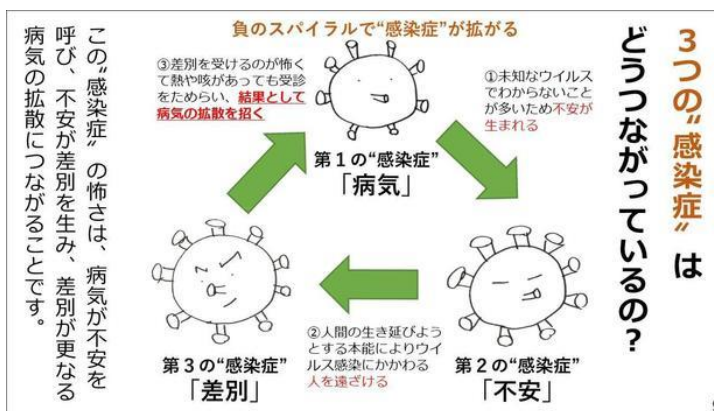 3つの“感染症”は
どうつながっているの?
負のスパイラルで“感染症”が拡がる
①未知なウイルス
でわからないこと
が多いため不安が
生まれる
第1の“感染症”
「病気」
第2の“感染症”
「不安」
②人間の生き延びよう
とする本能によりウイ
ルス感染にかかわる
人を遠ざける
第3の“感染症”
「差別」
③差別を受けるのが怖く
て熱や咳があっても受診
をためらい、結果として
病気の拡散を招く
この“感染症”の怖さは、病気が不安を
呼び、不安が差別を生み、差別が更なる
病気の拡散につながることです。